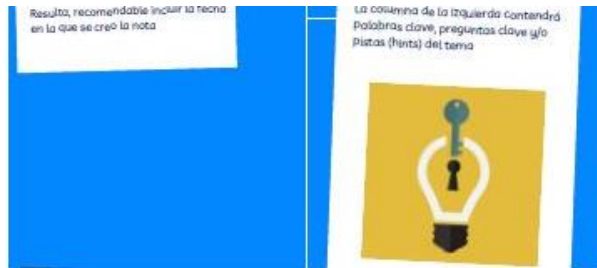 Resulta, recomendable incluir la fecha
en la que se creo la nota
La columna de la Izquierda contendrá
Palabras clave, preguntas clave y/o
Pistas (hints) del tema